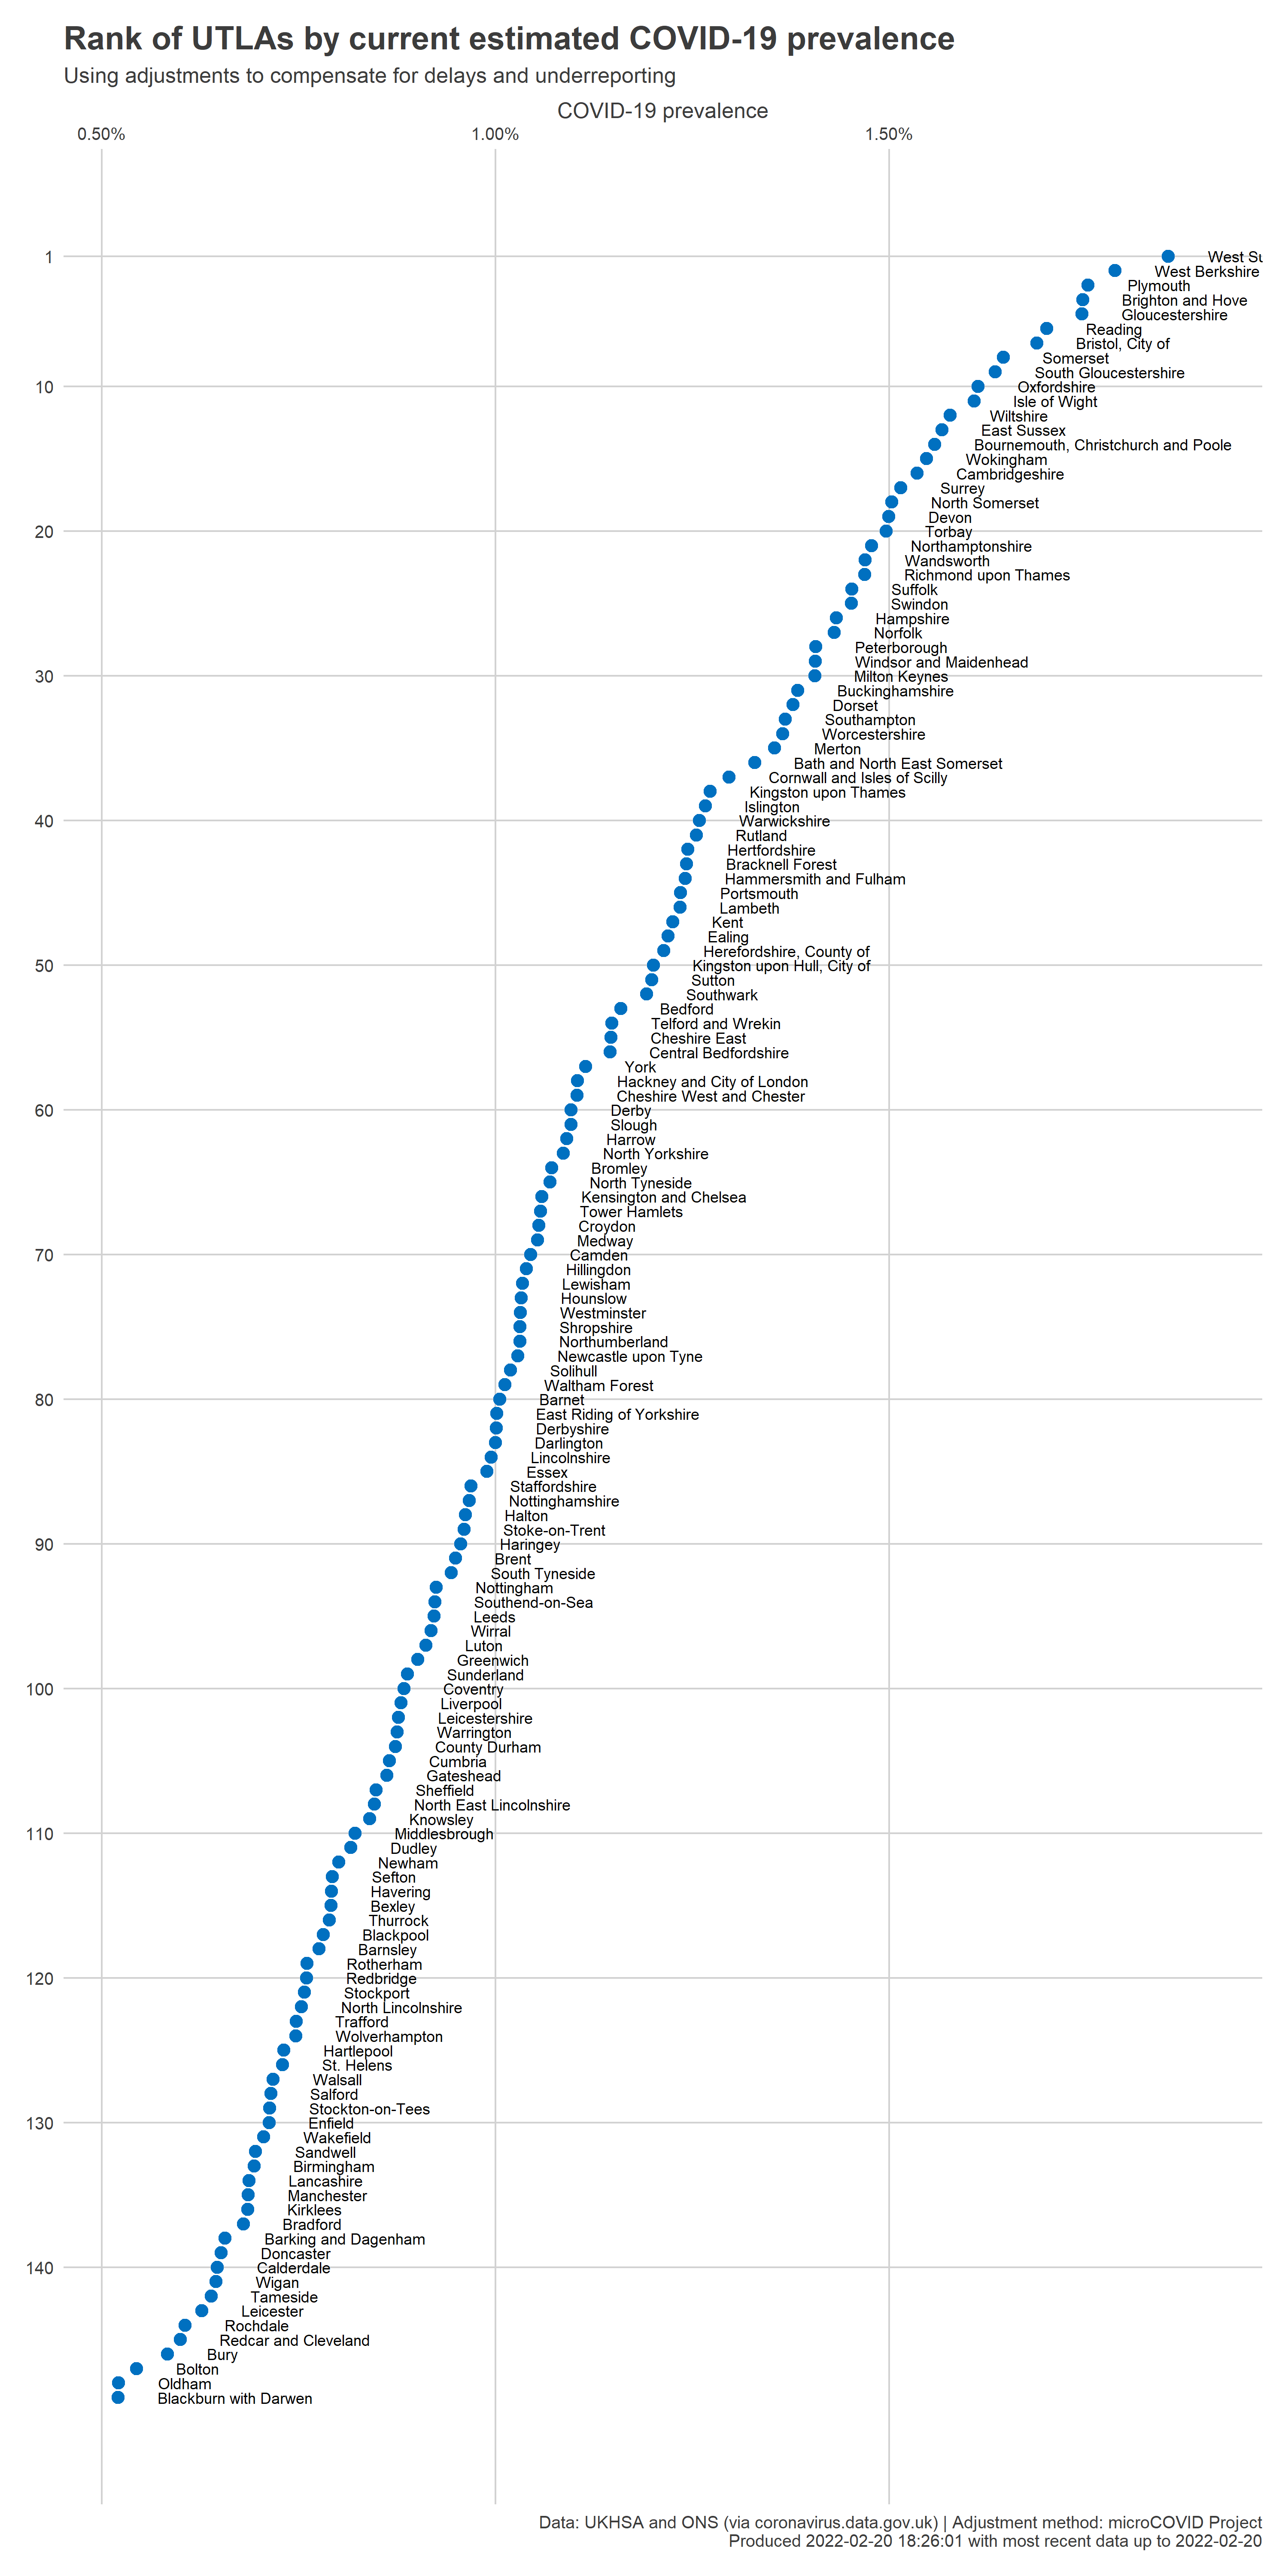 Rank of UTLAs by current estimated COVID-19 prevalence
Using adjustments to compensate for delays and underreporting
COVID-19 prevalence
0.50% 1.00% 1.50%
1 West Su
West Berkshire
Plymouth
Brighton and Hove
Gloucestershire
Reading
Bristol, City of
Somerset
South Gloucestershire
10 Oxfordshire
Isle of Wight
Wiltshire
East Sussex
Bournemouth, Christchurch and Poole
Wokingham
Cambridgeshire
Surrey
North Somerset
Devon
20 Torbay
Northamptonshire
Wandsworth
Richmond upon Thames
Suffolk
Swindon
Hampshire
Norfolk
Peterborough
Windsor and Maidenhead
30 Milton Keynes
Buckinghamshire
Dorset
Southampton
Worcestershire
Merton
Bath and North East Somerset
Cornwall and Isles of Scilly
Kingston upon Thames
Islington
40 Warwickshire
Rutland
Hertfordshire
Bracknell Forest
Hammersmith and Fulham
Portsmouth
Lambeth
Kent
Ealing
Herefordshire, County of
50 Kingston upon Hull, City of
Sutton
Southwark
Bedford
Telford and Wrekin
Cheshire East
Central Bedfordshire
York
Hackney and City of London
Cheshire West and Chester
60 Derby
Slough
Harrow
North Yorkshire
Bromley
North Tyneside
Kensington and Chelsea
Tower Hamlets
Croydon
Medway
70 Camden
Hillingdon
Lewisham
Hounslow
Westminster
Shropshire
Northumberland
Newcastle upon Tyne
Solihull
Waltham Forest
80 Barnet
East Riding of Yorkshire
Derbyshire
Darlington
Lincolnshire
Essex
Staffordshire
Nottinghamshire
Halton
Stoke-on-Trent
90 Haringey
Brent
South Tyneside
Nottingham
Southend-on-Sea
Leeds
Wirral
Luton
Greenwich
Sunderland
100 Coventry
Liverpool
Leicestershire
Warrington
County Durham
Cumbria
Gateshead
Sheffield
North East Lincolnshire
Knowsley
110 Middlesbrough
Dudley
Newham
Sefton
Havering
Bexley
Thurrock
Blackpool
Barnsley
Rotherham
120 Redbridge
Stockport
North Lincolnshire
Trafford
Wolverhampton
Hartlepool
St. Helens
Walsall
Salford
Stockton-on-Tees
130 Enfield
Wakefield
Sandwell
Birmingham
Lancashire
Manchester
Kirklees
Bradford
Barking and Dagenham
Doncaster
140 Calderdale
Wigan
Tameside
Leicester
Rochdale
Redcar and Cleveland
Bury
Bolton
Oldham
Blackburn with Darwen
Data: UKHSA and ONS (via coronavirus.data.gov.uk) | Adjustment method: microCOVID Project
Produced 2022-02-20 18:26:01 with most recent data up to 2022-02-20